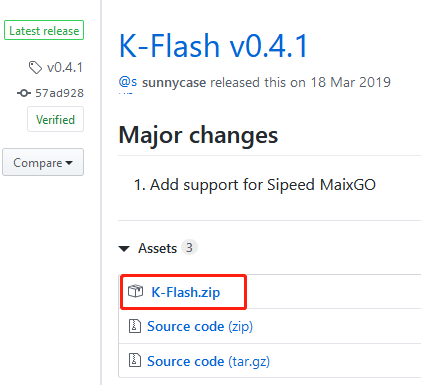 Latest release
v0.4.1
57ad928
Verified
Compare
K-Flash v0.4.1
@s sunnycase released this on 18 Mar 2019
Major changes
1. Add support for Sipeed MaixGO
Assets 3
K-Flash.zip
Source code (zip)
Source code (tar.gz)